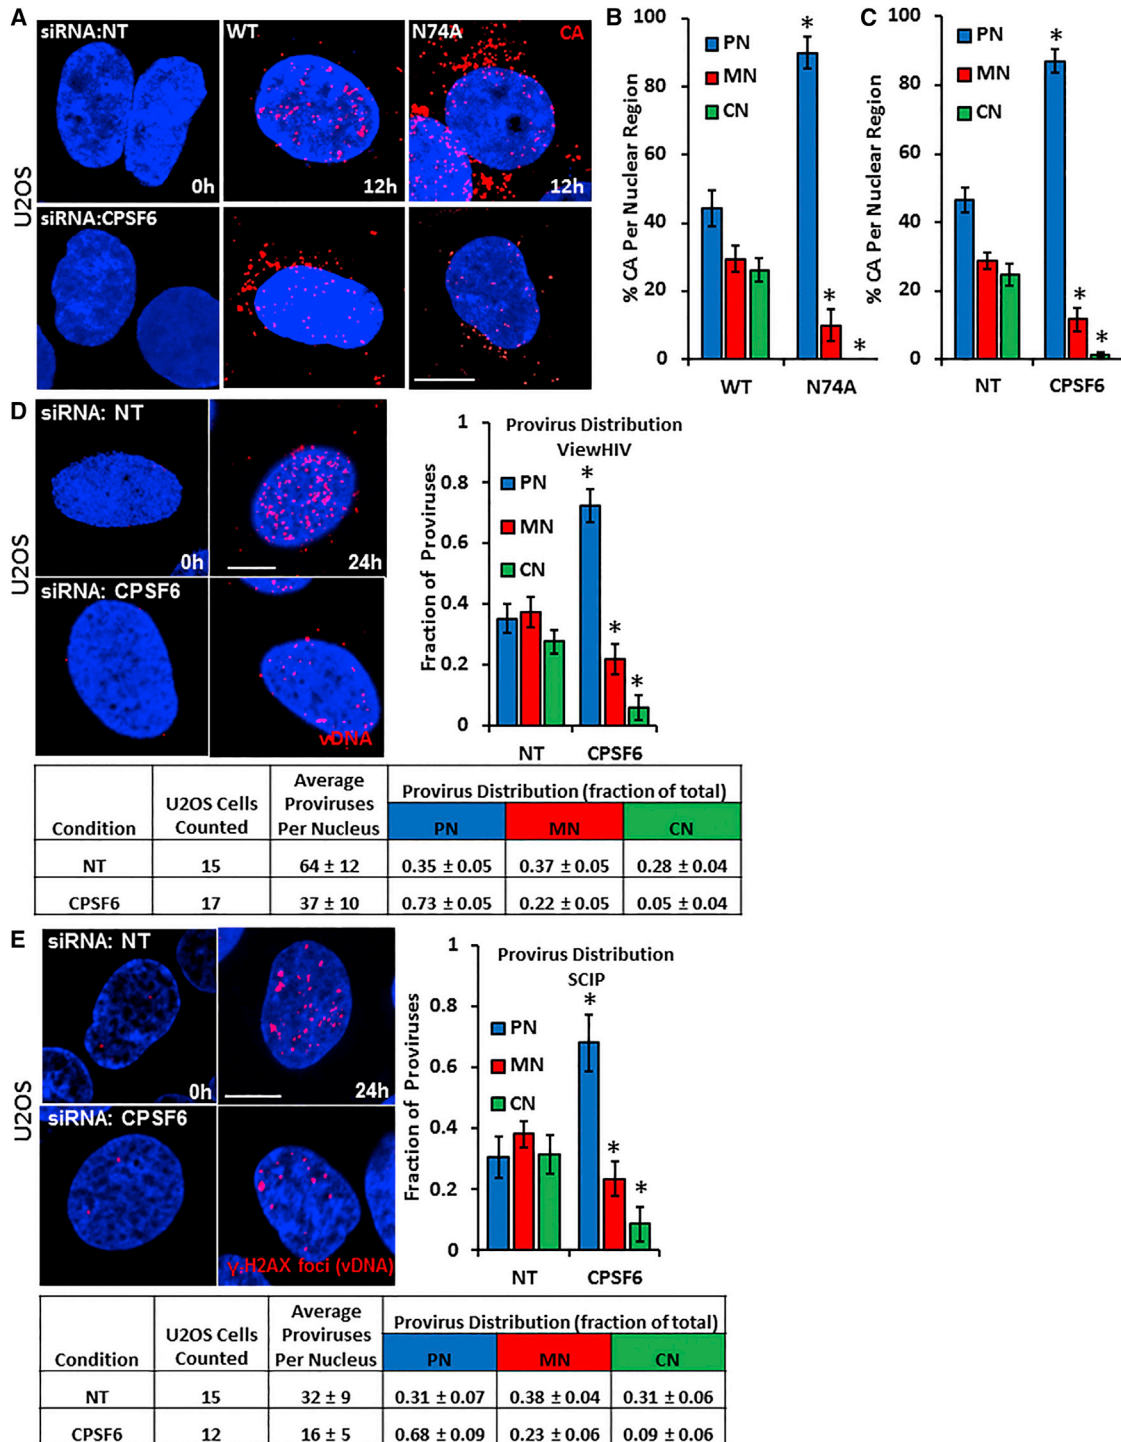 A
siRNA:NT
WT
N74A
CA
0h
12h
12h
siRNA:CPSF6
U2OS
B
100
80
60
40
20
0
% CA Per Nuclear Region
PN
MN
CN
*
*
*
WT
N74A
C
100
80
60
40
20
0
% CA Per Nuclear Region
PN
MN
CN
*
*
*
NT
CPSF6
D
siRNA: NT
0h
24h
siRNA: CPSF6
vDNA
U2OS
Provirus Distribution
ViewHIV
1
0.8
0.6
0.4
0.2
0
Fraction of Proviruses
PN
MN
CN
*
*
*
NT
CPSF6
Condition U2OS Cells Counted Average Proviruses Per Nucleus Provirus Distribution (fraction of total)
PN MN CN
NT 15 64 ± 12 0.35 ± 0.05 0.37 ± 0.05 0.28 ± 0.04
CPSF6 17 37 ± 10 0.73 ± 0.05 0.22 ± 0.05 0.05 ± 0.04
E
siRNA: NT
0h
24h
siRNA: CPSF6
γ-H2AX foci (vDNA)
U2OS
Provirus Distribution
SCIP
1
0.8
0.6
0.4
0.2
0
Fraction of Proviruses
PN
MN
CN
*
*
*
NT
CPSF6
Condition U2OS Cells Counted Average Proviruses Per Nucleus Provirus Distribution (fraction of total)
PN MN CN
NT 15 32 ± 9 0.31 ± 0.07 0.38 ± 0.04 0.31 ± 0.06
CPSF6 12 16 ± 5 0.68 ± 0.09 0.23 ± 0.06 0.09 ± 0.06